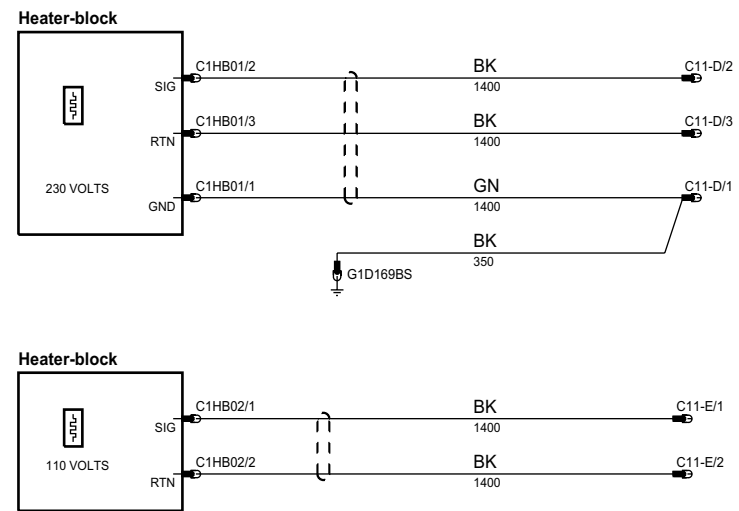 Heater-block
C1HB01/2 BK C11-D/2
SIG 1400
C1HB01/3 BK C11-D/3
RTN 1400
230 VOLTS
C1HB01/1 GN C11-D/1
GND 1400
BK
350
G1D169BS
Heater-block
C1HB02/1 BK C11-E/1
SIG 1400
110 VOLTS
C1HB02/2 BK C11-E/2
RTN 1400